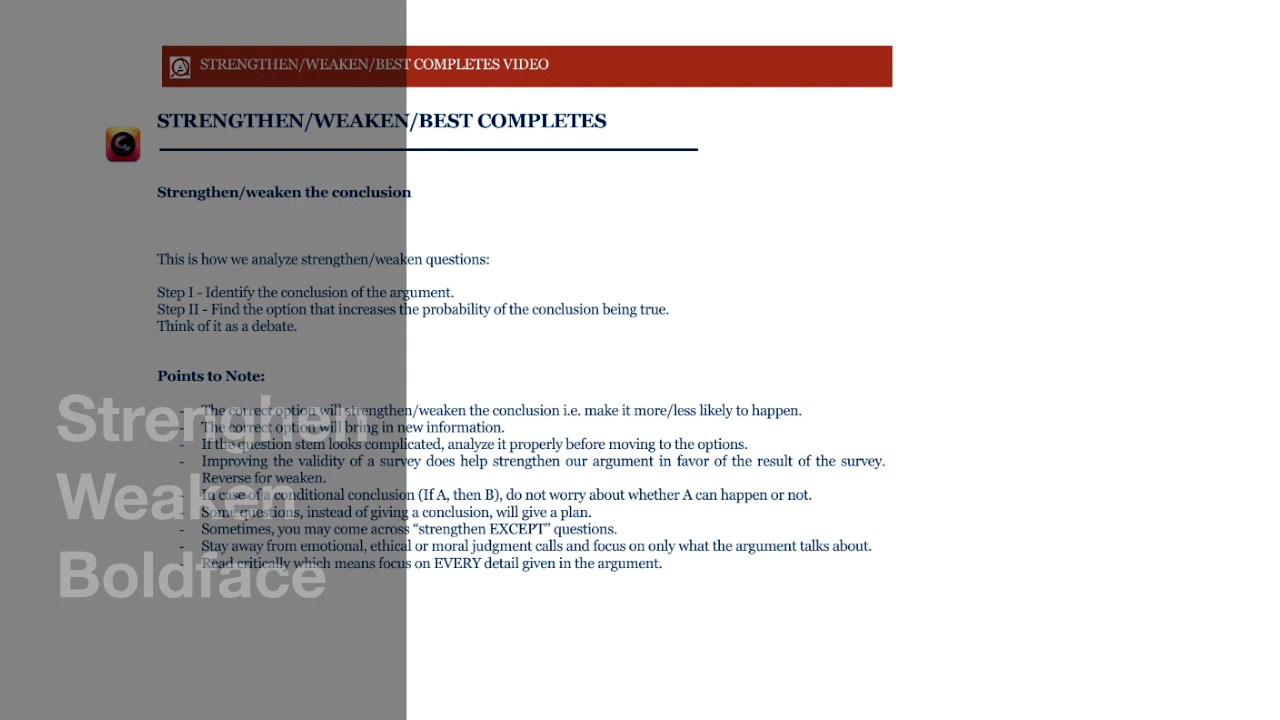 STRENGTHEN/WEAKEN/BEST COMPLETES VIDEO
STRENGTHEN/WEAKEN/BEST COMPLETES
Strengthen/weaken the conclusion
This is how we analyze strengthen/weaken questions:
Step I - Identify the conclusion of the argument.
Step II - Find the option that increases the probability of the conclusion being true.
Think of it as a debate.
Points to Note:
- The correct option will strengthen/weaken the conclusion i.e. make it more/less likely to happen.
- The correct option will bring in new information.
- If the question stem looks complicated, analyze it properly before moving to the options.
- Improving the validity of a survey does help strengthen our argument in favor of the result of the survey.
Reverse for weaken.
- In case of a conditional conclusion (If A, then B), do not worry about whether A can happen or not.
- Some questions, instead of giving a conclusion, will give a plan.
- Sometimes, you may come across “strengthen EXCEPT” questions.
- Stay away from emotional, ethical or moral judgment calls and focus on only what the argument talks about.
- Read critically which means focus on EVERY detail given in the argument.
Strenghen
Weaken
Boldface